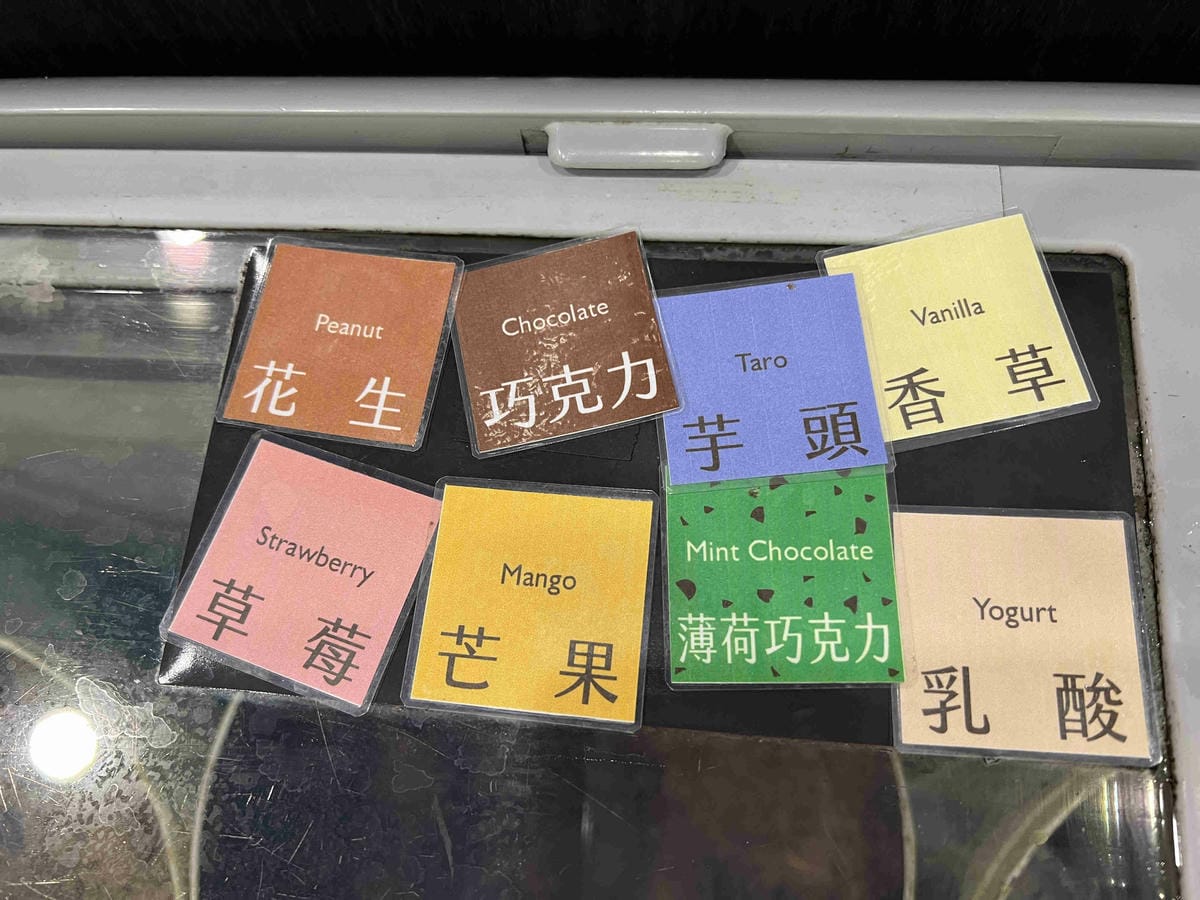 Peanut
花生
Chocolate
巧克力
Taro
芋頭
Vanilla
香草
Strawberry
草莓
Mango
芒果
Mint Chocolate
薄荷巧克力
Yogurt
乳酸